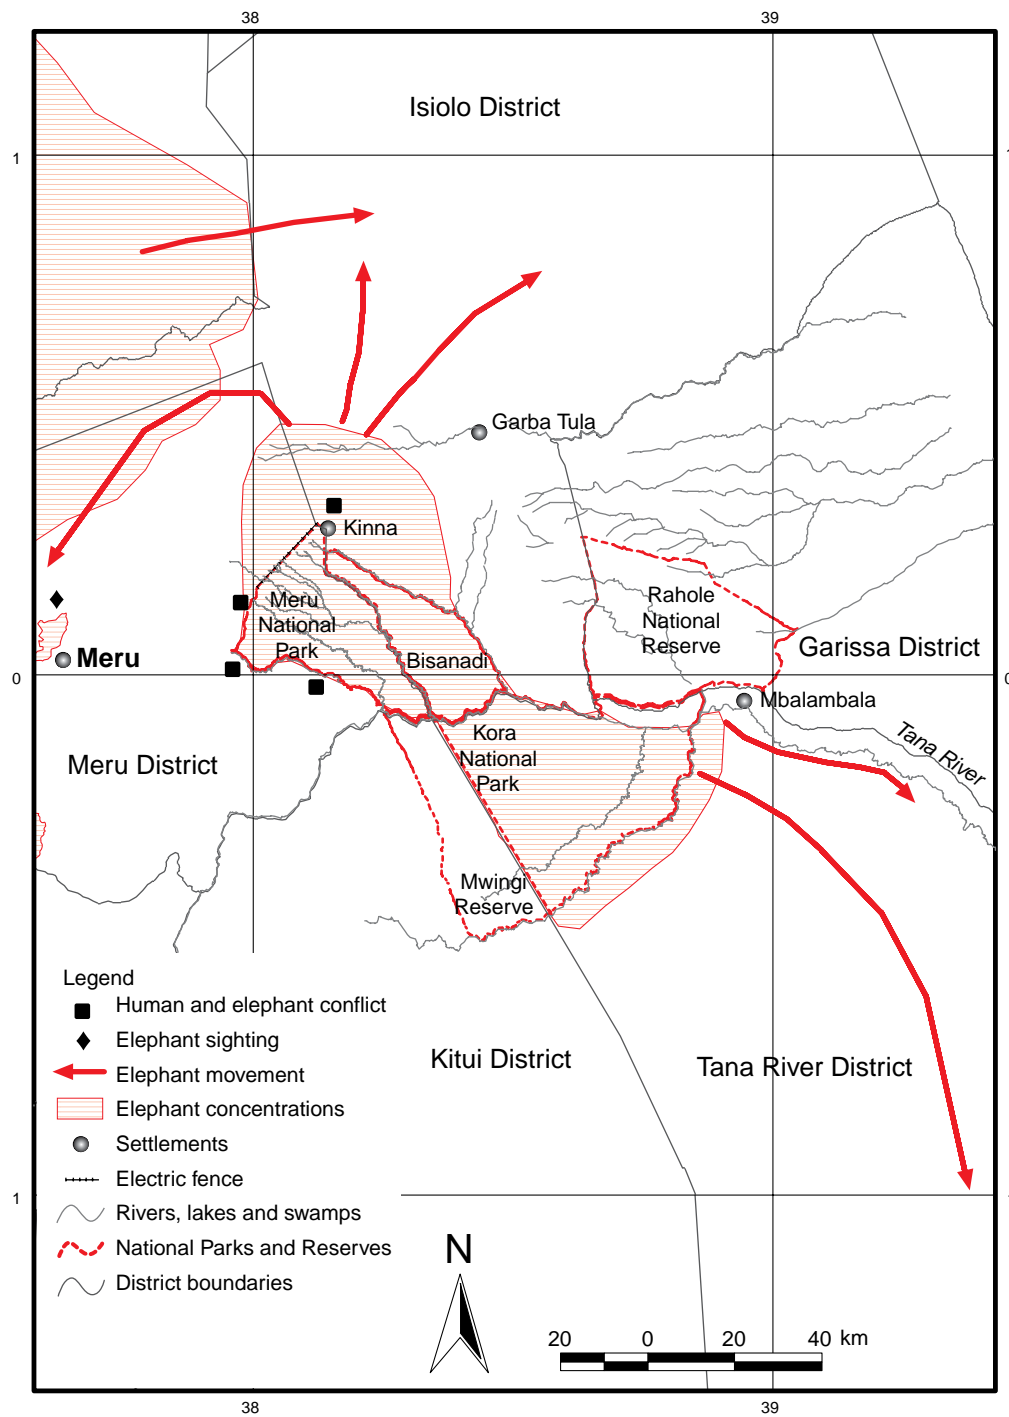 38
39
Isiolo District
1
1
Garba Tula
Kinna
Meru
National
Park
Rahole
National
Reserve
Garissa District
Bisanadi
Meru
0
0
Mbalambala
Kora
National
Park
Tana River
Meru District
Mwingi
Reserve
Legend
Human and elephant conflict
Elephant sighting
Elephant movement
Elephant concentrations
Settlements
Electric fence
Rivers, lakes and swamps
National Parks and Reserves
District boundaries
Kitui District
Tana River District
1
1
N
20 0 20 40 km
38
39